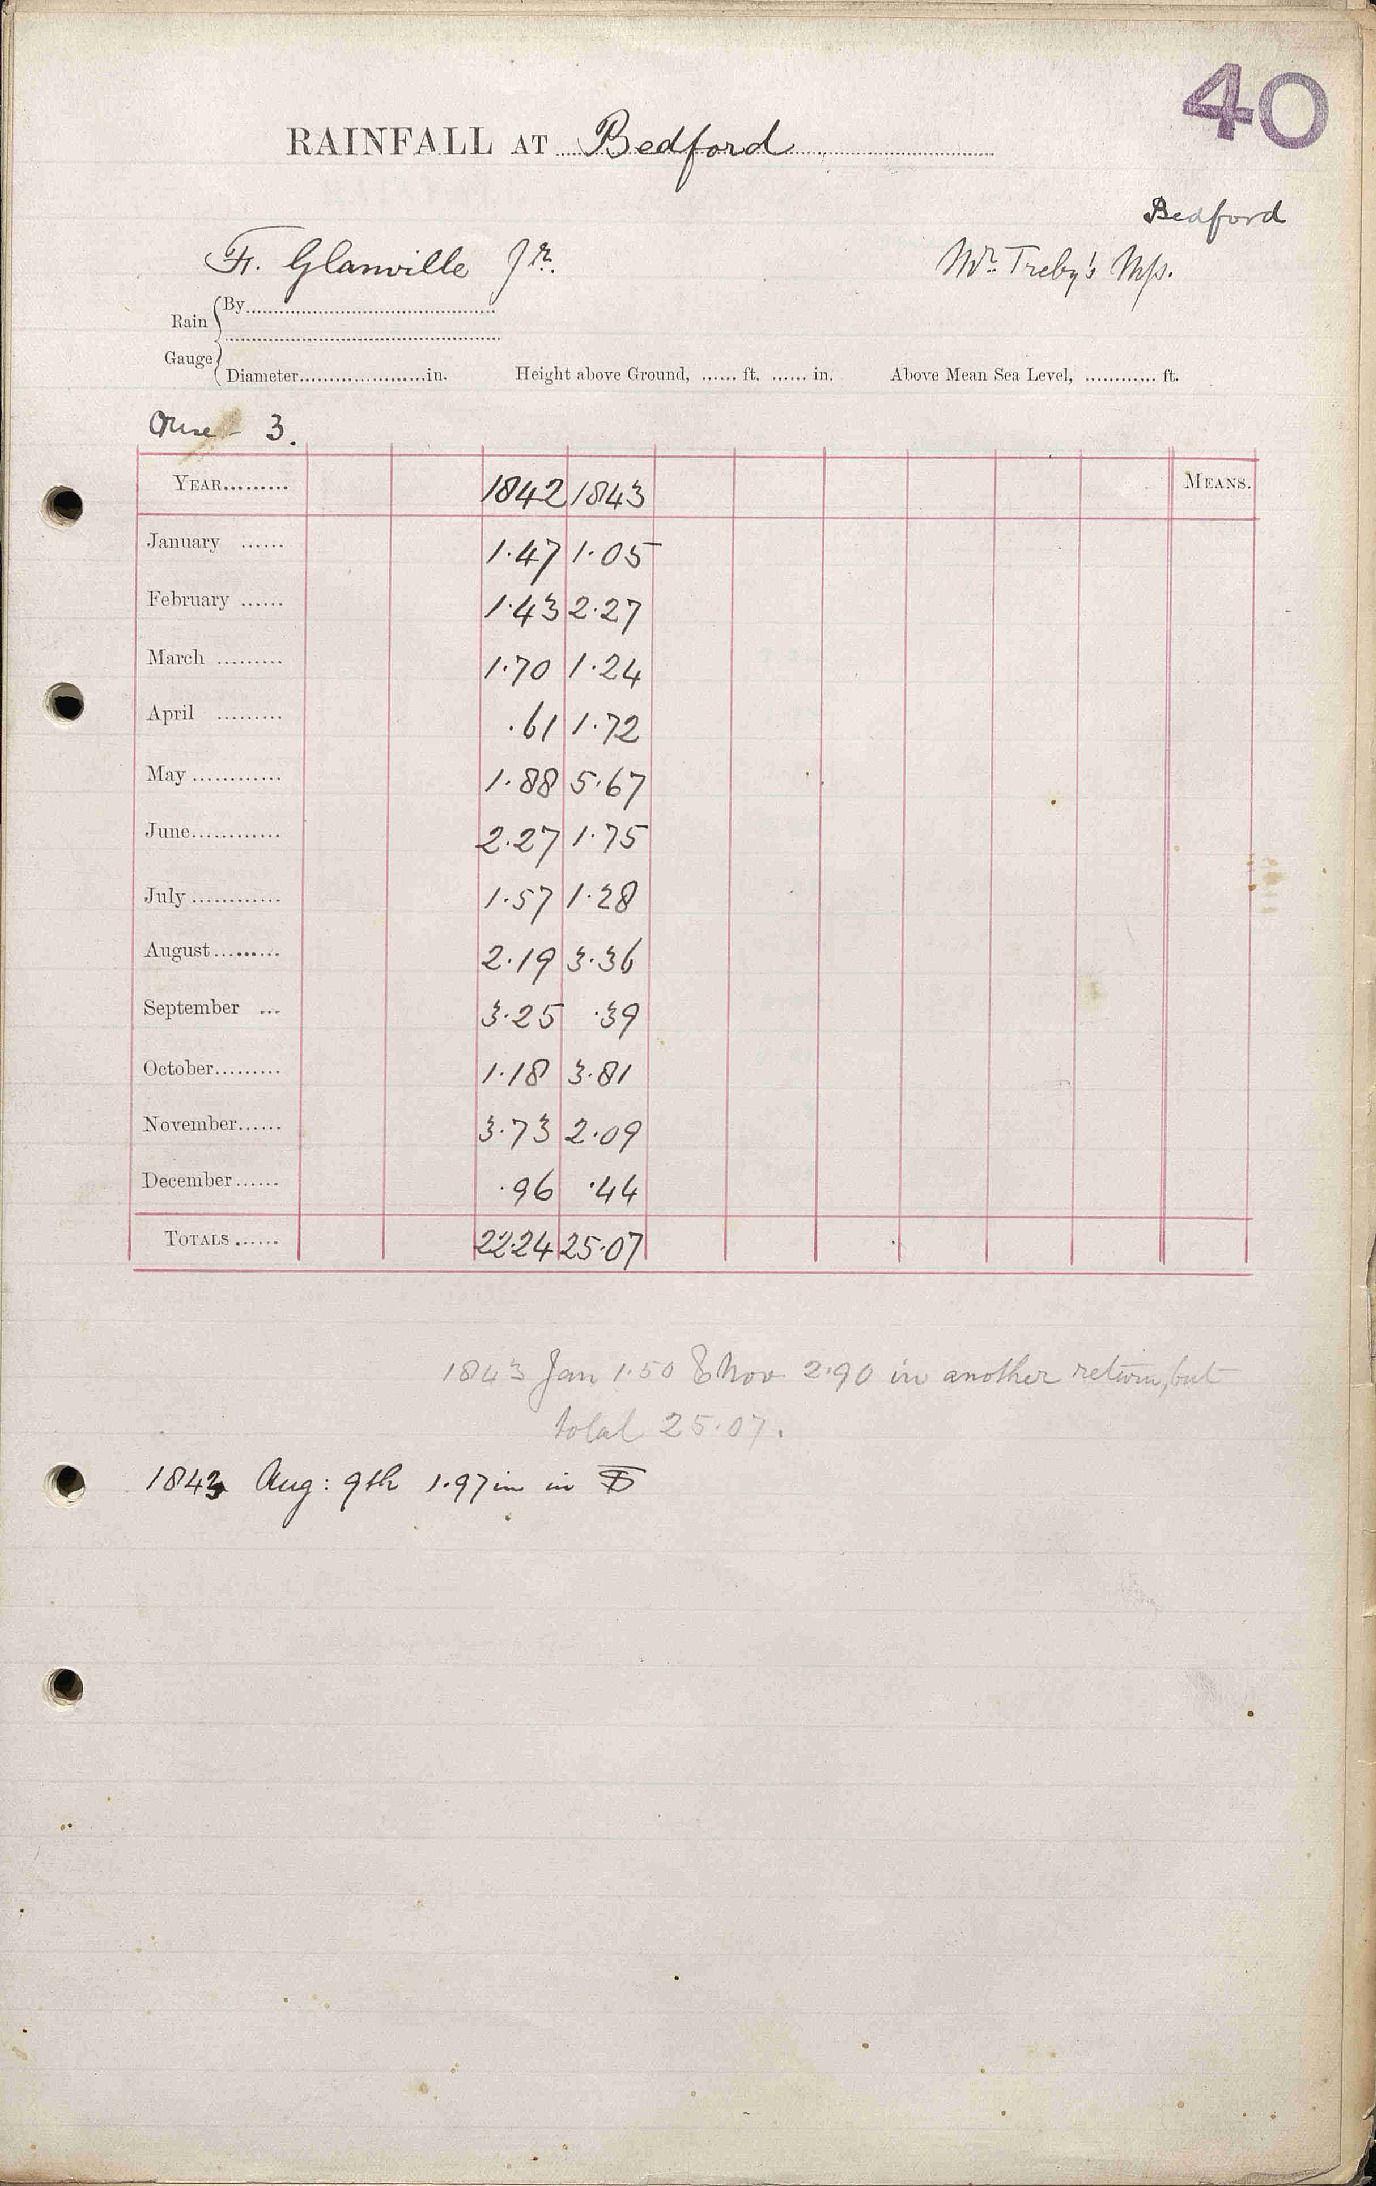 40
RAINFALL AT Bedford
Bedford
Fr. Glanville Jr.
Mr. Treby's Mp.
Rain Gauge
By
Diameter in. Height above Ground, ft. in. Above Mean Sea Level, ft.
Ouse - 3.
YEAR 1842 1843 MEANS.
January 1.47 1.05
February 1.43 2.27
March 1.70 1.24
April .61 1.72
May 1.88 5.67
June 2.27 1.75
July 1.57 1.28
August 2.19 3.36
September .... 3.25 .39
October 1.18 3.81
November 3.73 2.09
December .96 .44
TOTALS 22.24 25.07
1843 Jan 1.50 & Nov 2.90 in another return, but
total 25.07.
1843 Aug: 9th 1.97 in in